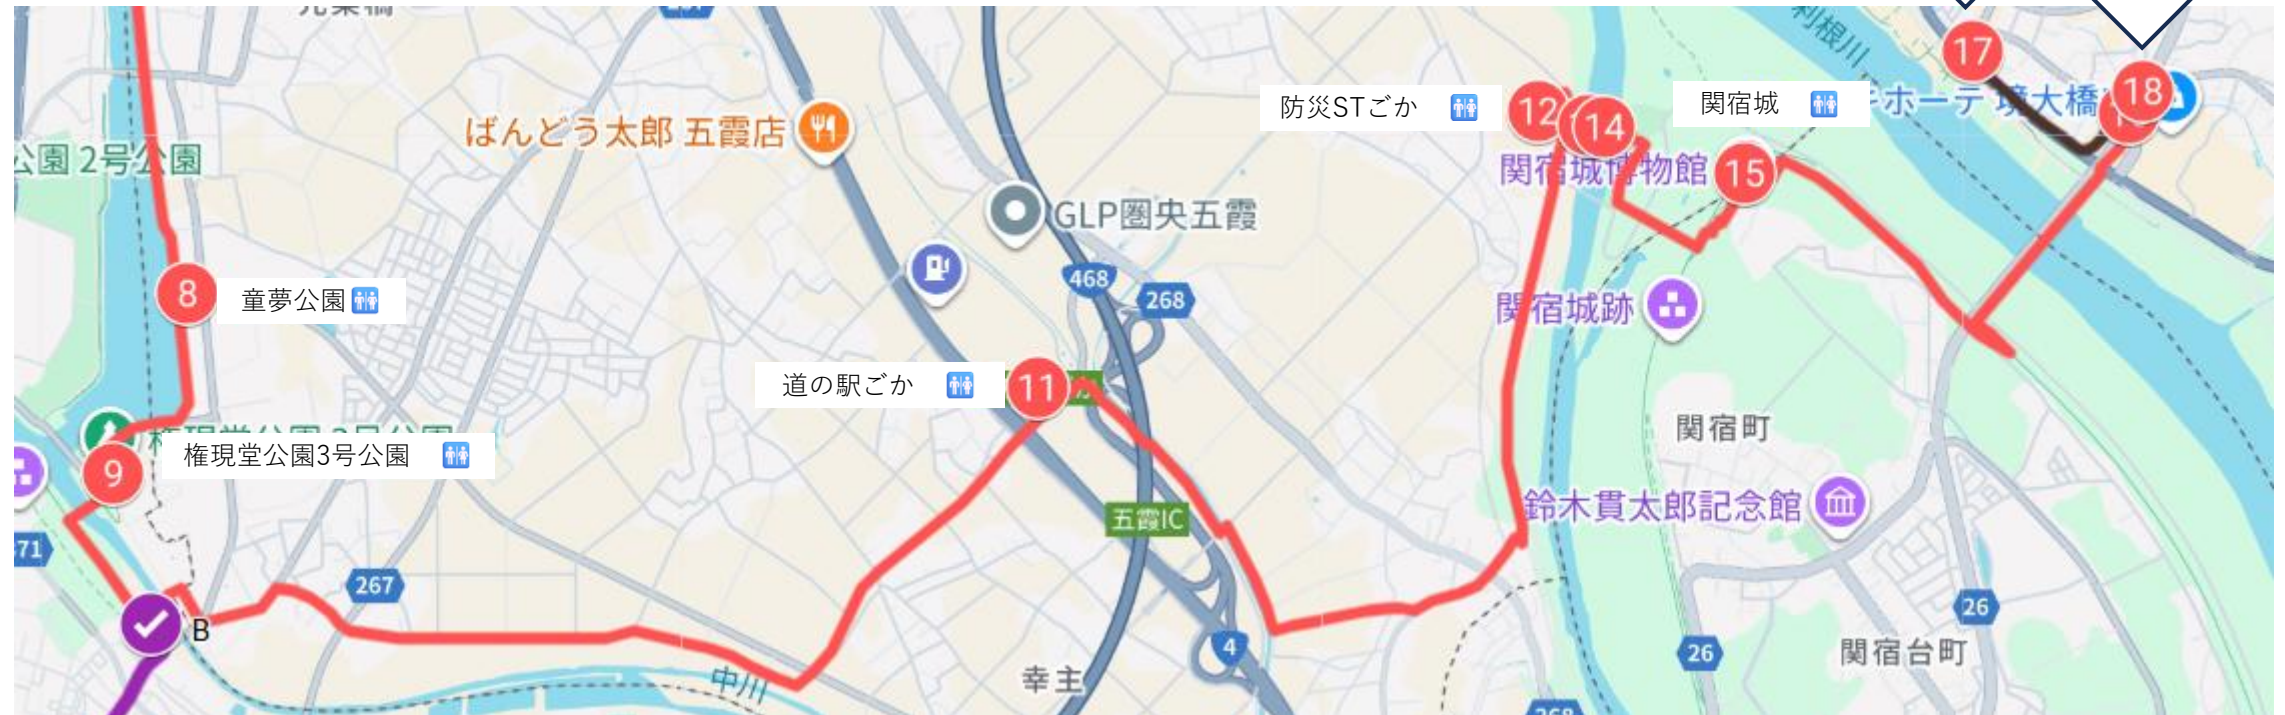 利根川
17
18
ホーテ 境大橋
関宿城
防災STごか
12
14
ばんどう太郎 五霞店
公園 2号公園
関宿城博物館
15
GLP圏央五霞
468
268
8
童夢公園
関宿城跡
道の駅ごか
11
権現堂公園3号公園
9
関宿町
鈴木貫太郎記念館
五霞IC
71
267
B
26
4
中川
幸主
26
関宿台町
268